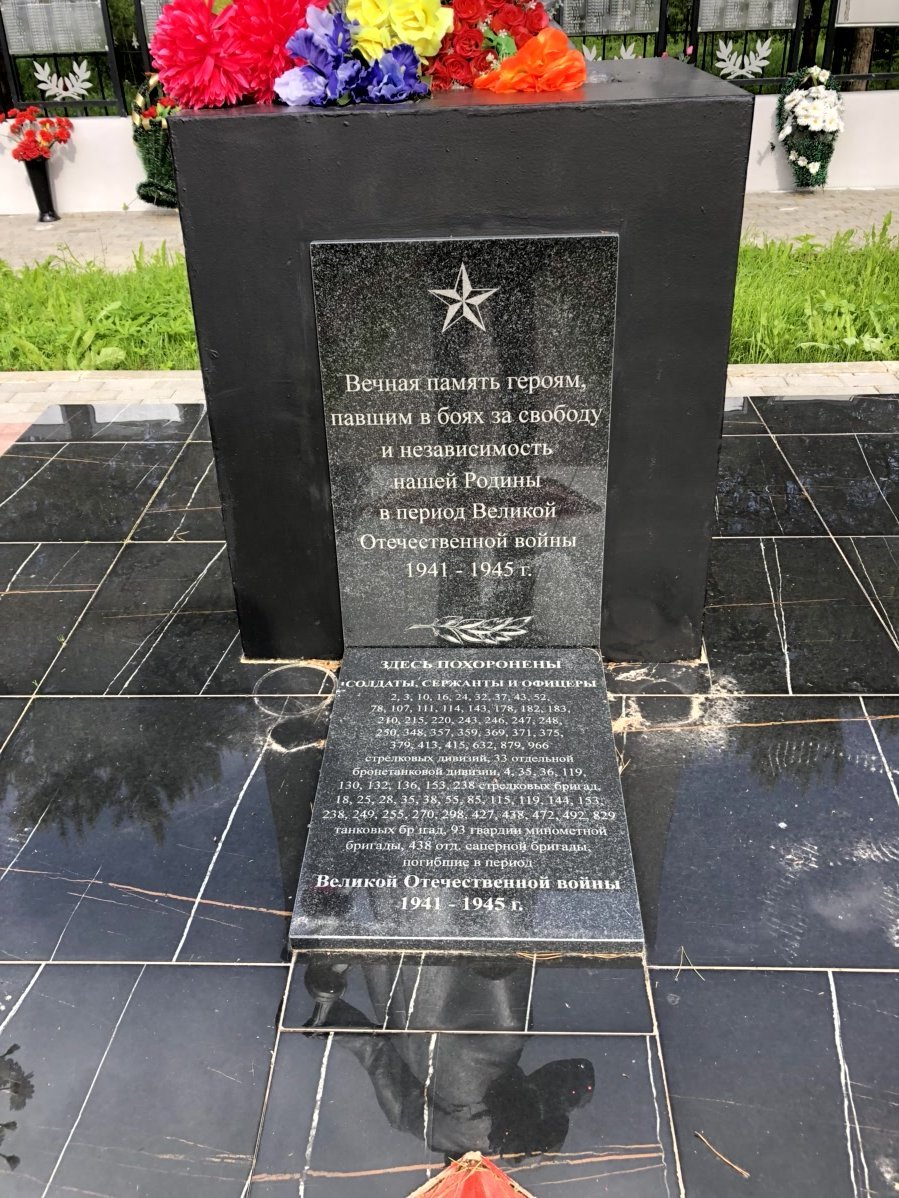 Вечная память героям,
павшим в боях за свободу
и независимость
нашей Родины
в период Великой
Отечественной войны
1941 - 1945 г.
ЗДЕСЬ ПОХОРОНЕНЫ
СОЛДАТЫ, СЕРЖАНТЫ И ОФИЦЕРЫ
2, 3, 10, 16, 24, 32, 37, 43, 52,
78, 107, 111, 114, 143, 178, 182, 183,
210, 215, 220, 243, 246, 247, 248,
250, 348, 357, 359, 369, 371, 375,
379, 413, 415, 632, 879, 966
стрелковых дивизий, 33 отдельной
бронетанковой дивизии, 4, 35, 36, 119,
130, 132, 136, 153, 238 стрелковых бригад,
18, 25, 28, 35, 38, 55, 85, 115, 119, 144, 153,
238, 249, 255, 270, 298, 427, 438, 472, 492, 829
танковых бригад, 93 гвардии минометной
бригады, 438 отд. саперной бригады
погибшие в период
Великой Отечественной войны
1941 - 1945 г.